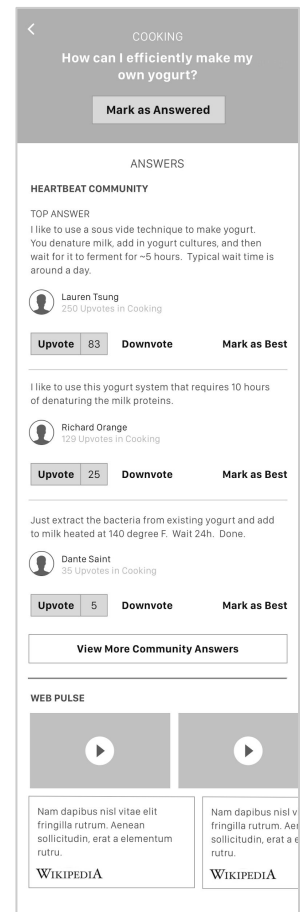 COOKING
How can I efficiently make my
own yogurt?
Mark as Answered
ANSWERS
HEARTBEAT COMMUNITY
TOP ANSWER
I like to use a sous vide technique to make yogurt.
You denature milk, add in yogurt cultures, and then
wait for it to ferment for ~5 hours. Typical wait time is
around a day.
Lauren Tsung
250 Upvotes in Cooking
Upvote 83 Downvote Mark as Best
I like to use this yogurt system that requires 10 hours
of denaturing the milk proteins.
Richard Orange
129 Upvotes in Cooking
Upvote 25 Downvote Mark as Best
Just extract the bacteria from existing yogurt and add
to milk heated at 140 degree F. Wait 24h. Done.
Dante Saint
35 Upvotes in Cooking
Upvote 5 Downvote Mark as Best
View More Community Answers
WEB PULSE
Nam dapibus nisl vitae elit
fringilla rutrum. Aenean
sollicitudin, erat a elementum
rutru.
WIKIPEDIA
Nam dapibus nisl v
fringilla rutrum. Aer
sollicitudin, erat a e
rutru.
WIKIPEDIA